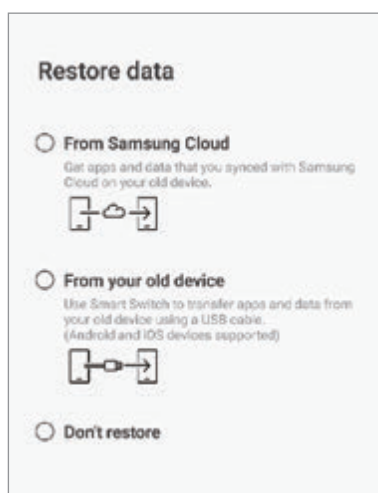 Restore data
From Samsung Cloud
Get apps and data that you synced with Samsung
Cloud on your old device.
From your old device
Use Smart Switch to transfer apps and data from
your old device using a USB cable.
(Android and iOS devices supported)
Don't restore